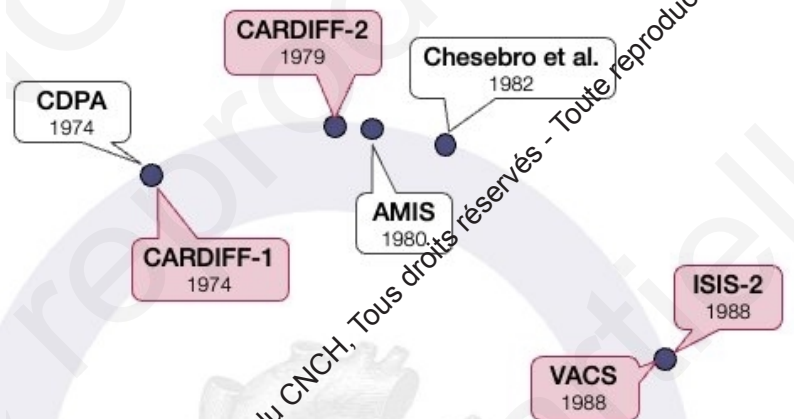 CARDIFF-2
1979
Chesebro et al.
1982
CDPA
1974
AMIS
1980
CARDIFF-1
1974
ISIS-2
1988
VACS
1988
du CNCH, Tous droits réservés - Toute reproduc